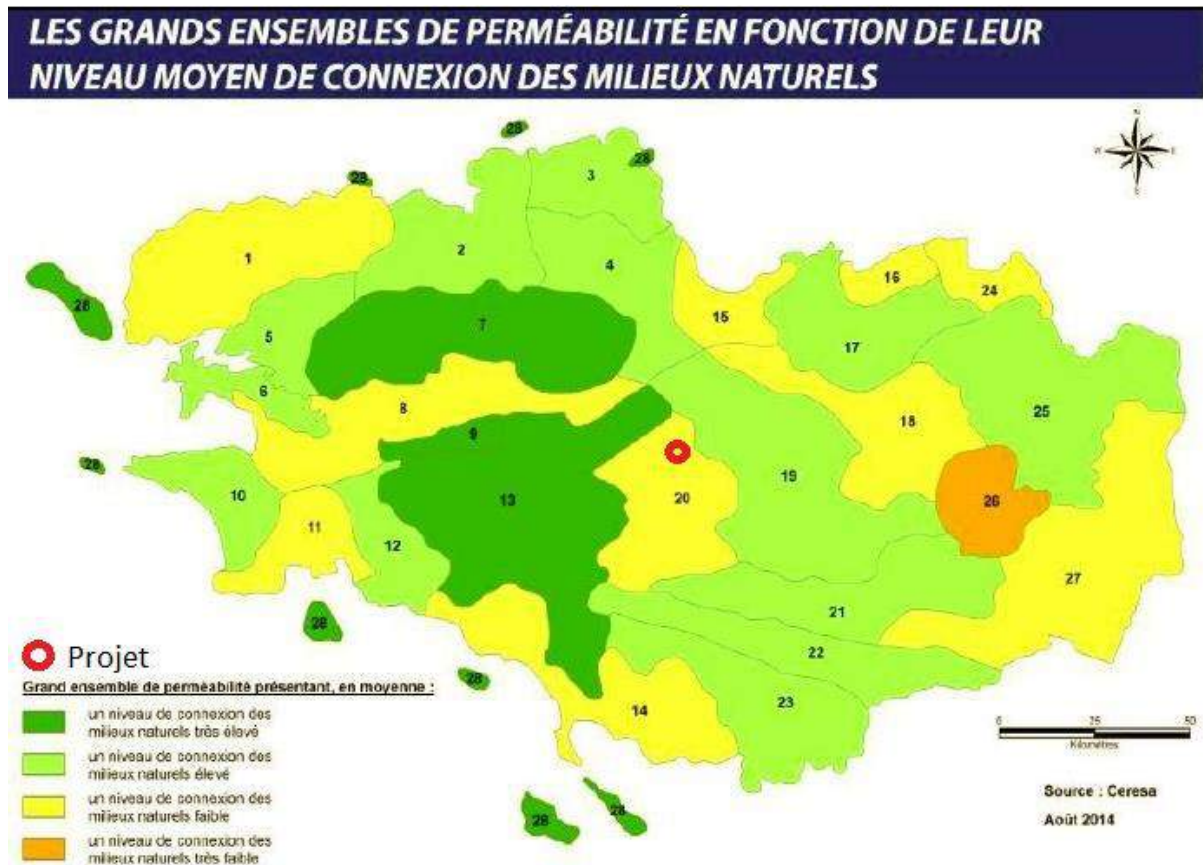 LES GRANDS ENSEMBLES DE PERMÉABILITÉ EN FONCTION DE LEUR
NIVEAU MOYEN DE CONNEXION DES MILIEUX NATURELS
N
W
E
S
28
28
28
3
1
2
4
28
16
24
15
5
7
17
6
8
25
9
18
28
10
19
13
20
26
11
12
27
21
28
22
28
23
14
28
28
Projet
Grand ensemble de perméabilité présentant, en moyenne :
un niveau de connexion des
milieux naturels très élevé
un niveau de connexion des
milieux naturels élevé
un niveau de connexion des
milieux naturels faible
un niveau de connexion des
milieux naturels très faible
0 25 50
Kilomètres
Source : Ceresa
Août 2014